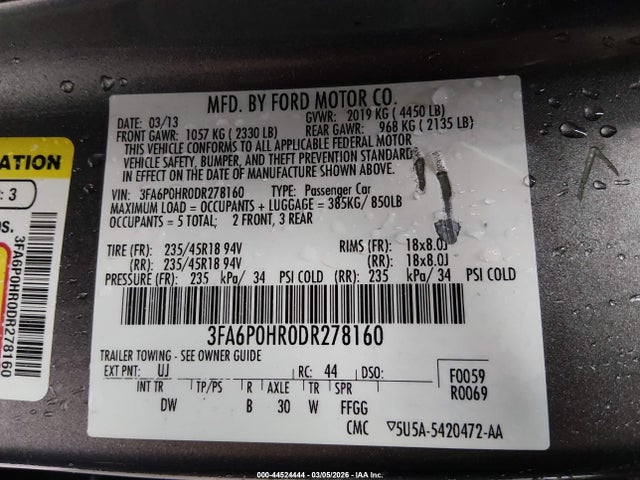 MFD. BY FORD MOTOR CO.
DATE: 03/13 GVWR: 2019 KG ( 4450 LB)
FRONT GAWR: 1057 KG ( 2330 LB) REAR GAWR: 968 KG ( 2135 LB)
THIS VEHICLE CONFORMS TO ALL APPLICABLE FEDERAL MOTOR
VEHICLE SAFETY, BUMPER, AND THEFT PREVENTION STANDARDS
IN EFFECT ON THE DATE OF MANUFACTURE SHOWN ABOVE.
VIN: 3FA6P0HR0DR278160 TYPE: Passenger Car
MAXIMUM LOAD = OCCUPANTS + LUGGAGE = 385KG/ 850LB
OCCUPANTS = 5 TOTAL; 2 FRONT, 3 REAR
TIRE (FR): 235/45R18 94V RIMS (FR): 18x8.0J
(RR): 235/45R18 94V (RR): 18x8.0J
PRESSURE (FR): 235 kPa/ 34 PSI COLD (RR): 235 kPa/ 34 PSI COLD
3FA6P0HR0DR278160
TRAILER TOWING - SEE OWNER GUIDE
EXT PNT: UJ RC: 44 DSO: F0059
R0069
INT TR TP/PS R AXLE TR SPR
DW B 30 W FFGG
CMC 5U5A-5420472-AA
ATION
: 3
3FA6P0HR0DR278160
000-44524444 - 03/05/2026 - IAA Inc.